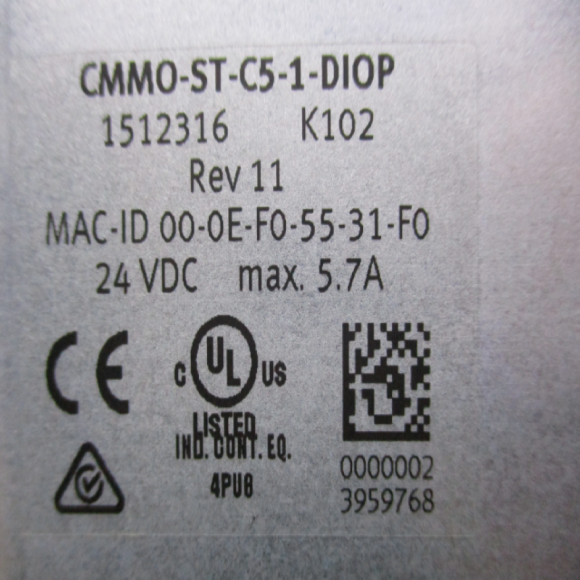 CMMO-ST-C5-1-DIOP
1512316 K102
Rev 11
MAC-ID 00-0E-F0-55-31-F0
24 VDC max. 5.7A
CE
C UL US
LISTED
IND. CONT. EQ.
4PU8
0000002
3959768